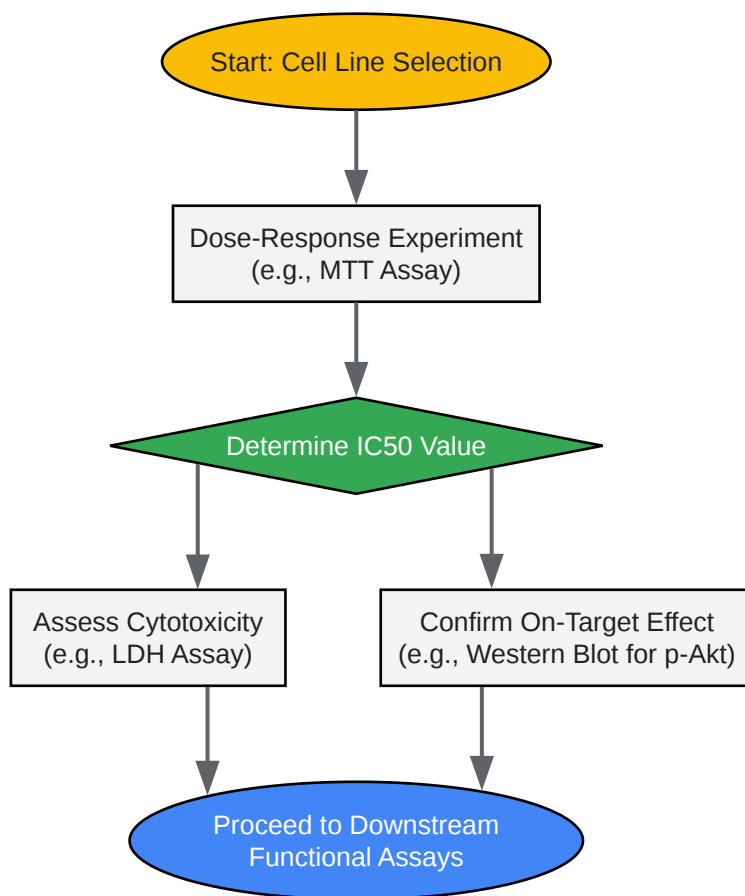 Start: Cell Line Selection
Dose-Response Experiment
(e.g., MTT Assay)
Determine IC50 Value
Assess Cytotoxicity
(e.g., LDH Assay)
Confirm On-Target Effect
(e.g., Western Blot for p-Akt)
Proceed to Downstream
Functional Assays